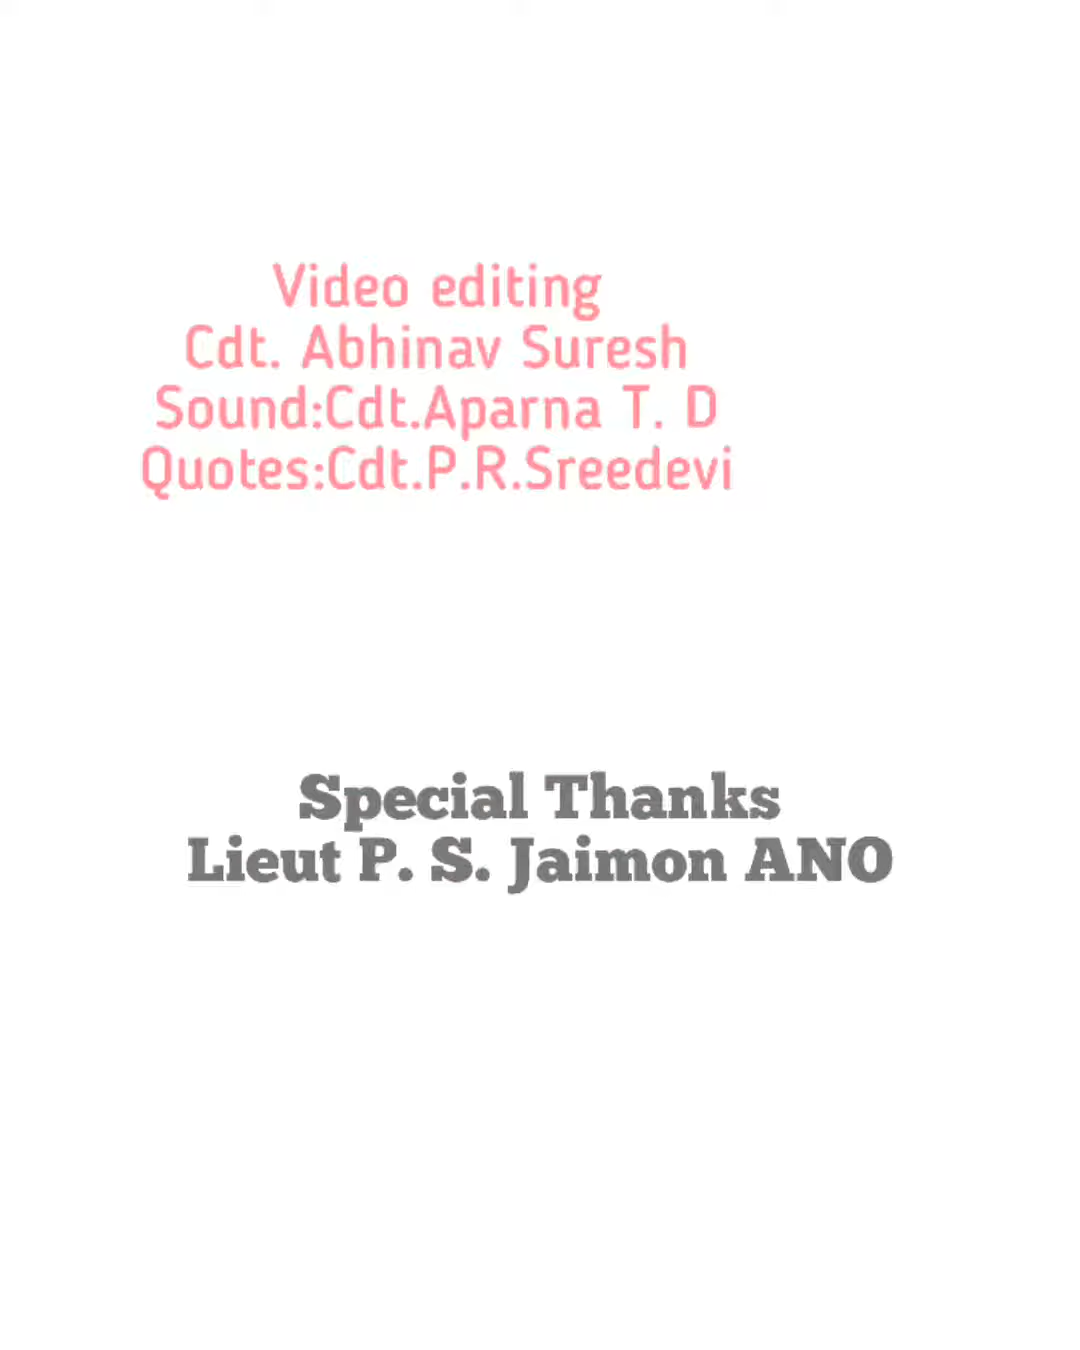 Video editing
Cdt. Abhinav Suresh
Sound:Cdt.Aparna T. D
Quotes:Cdt.P.R.Sreedevi
Special Thanks
Lieut P. S. Jaimon ANO